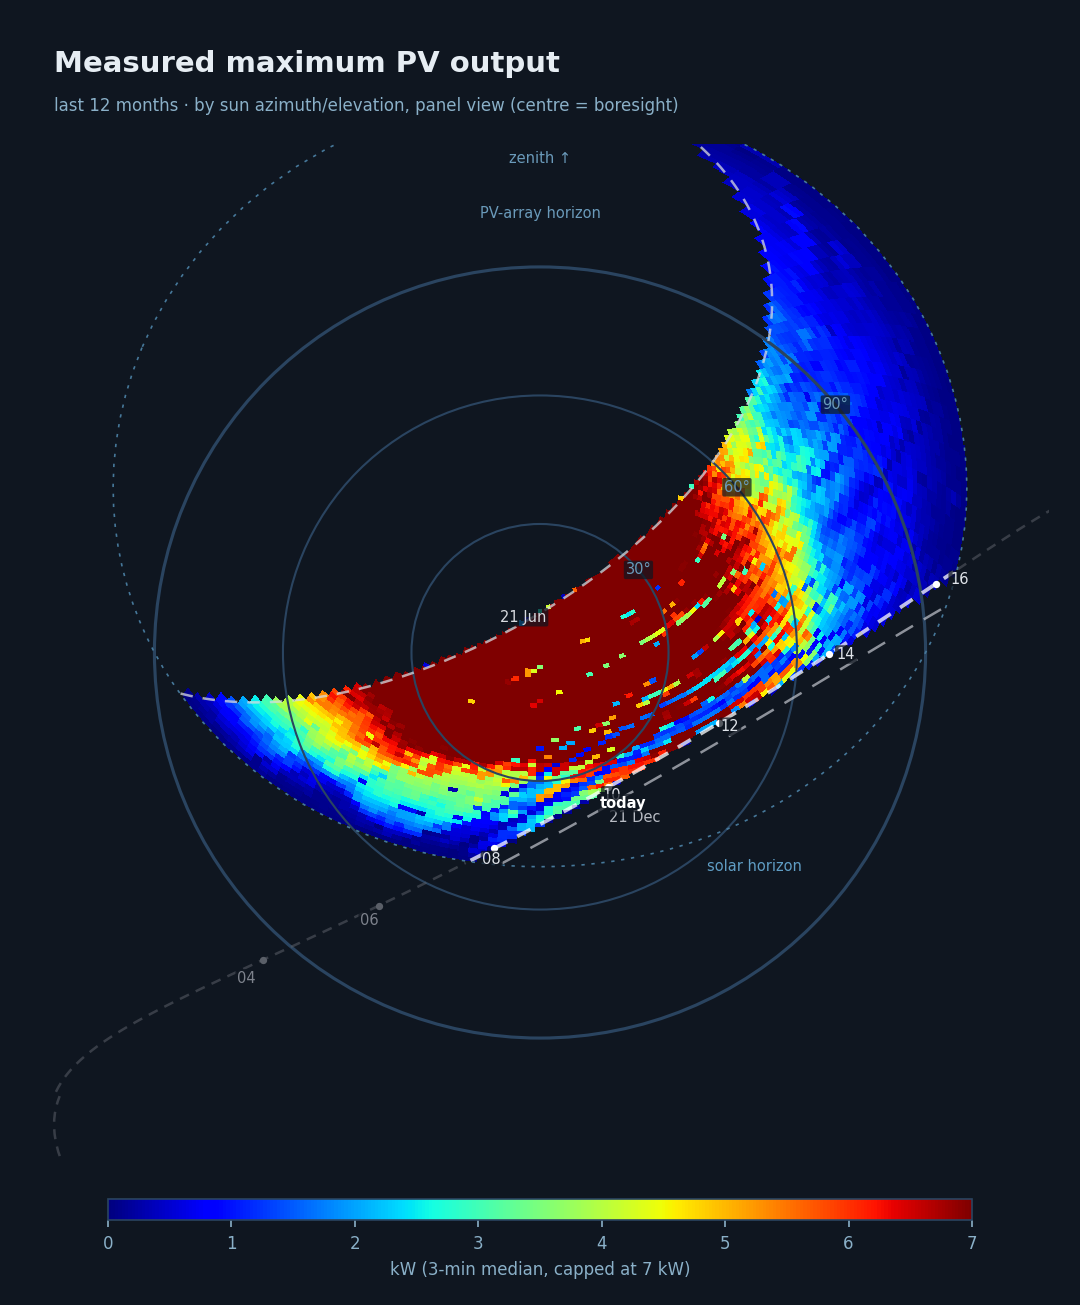 Measured maximum PV output
last 12 months · by sun azimuth/elevation, panel view (centre = boresight)
zenith ↑
PV-array horizon
90°
60°
30°
16
21 Jun
14
12
10
today
21 Dec
08
solar horizon
06
04
0 1 2 3 4 5 6 7
kW (3-min median, capped at 7 kW)